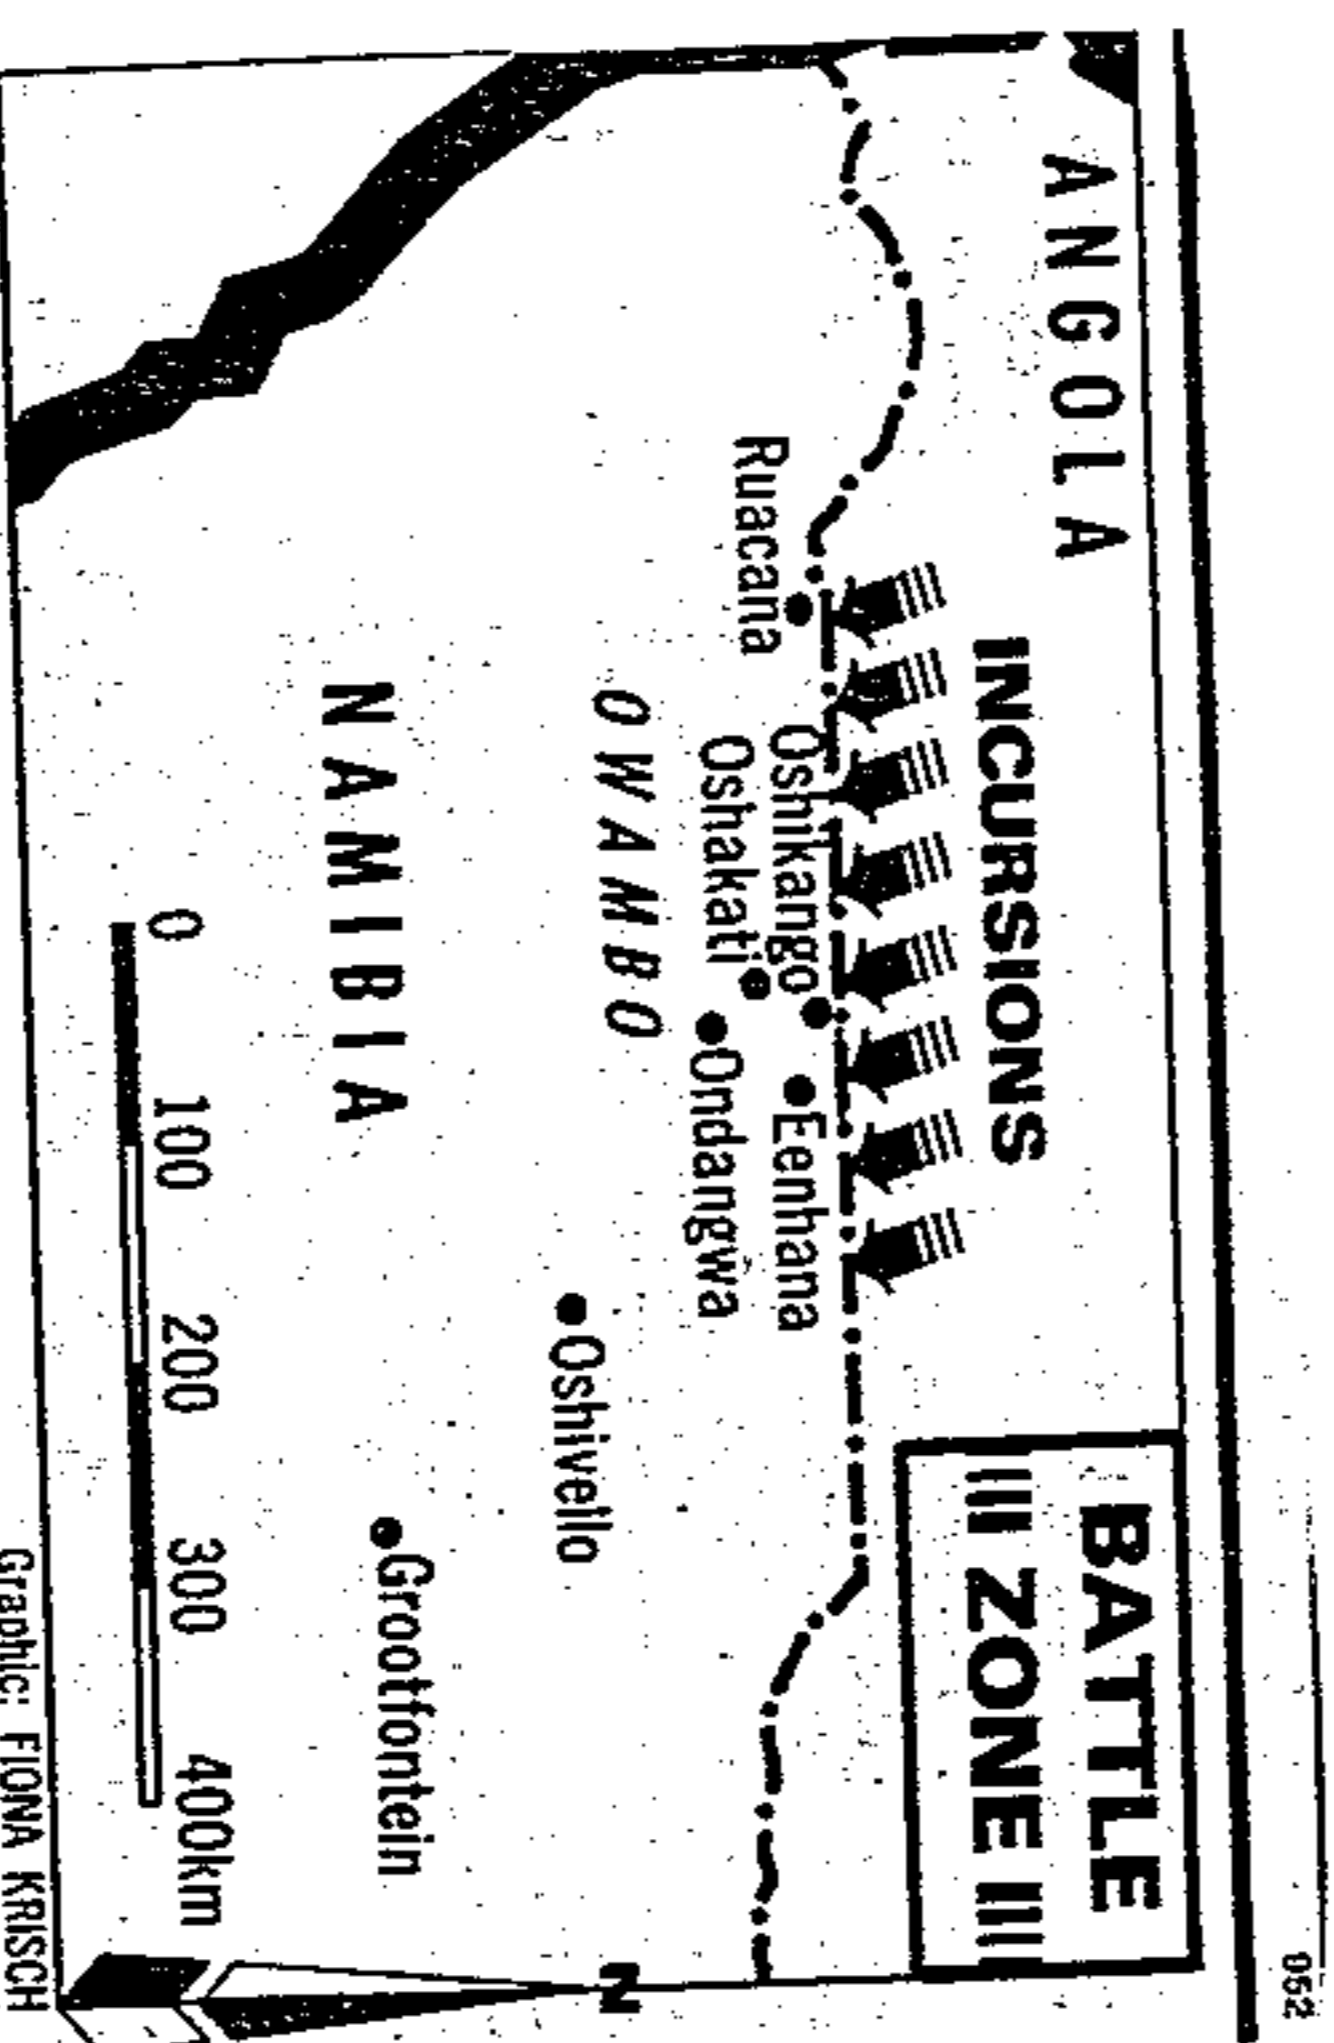 BATTLE
ZONE
ANGOLA
INCURSIONS
Ruacana
Oshikango
Oshakati
Eenhana
Ondangwa
OWAMBO
Oshivello
NAMIBIA
Grootfontein
0 100 200 300 400km
N
Graphic: FIONA KRISCH
052